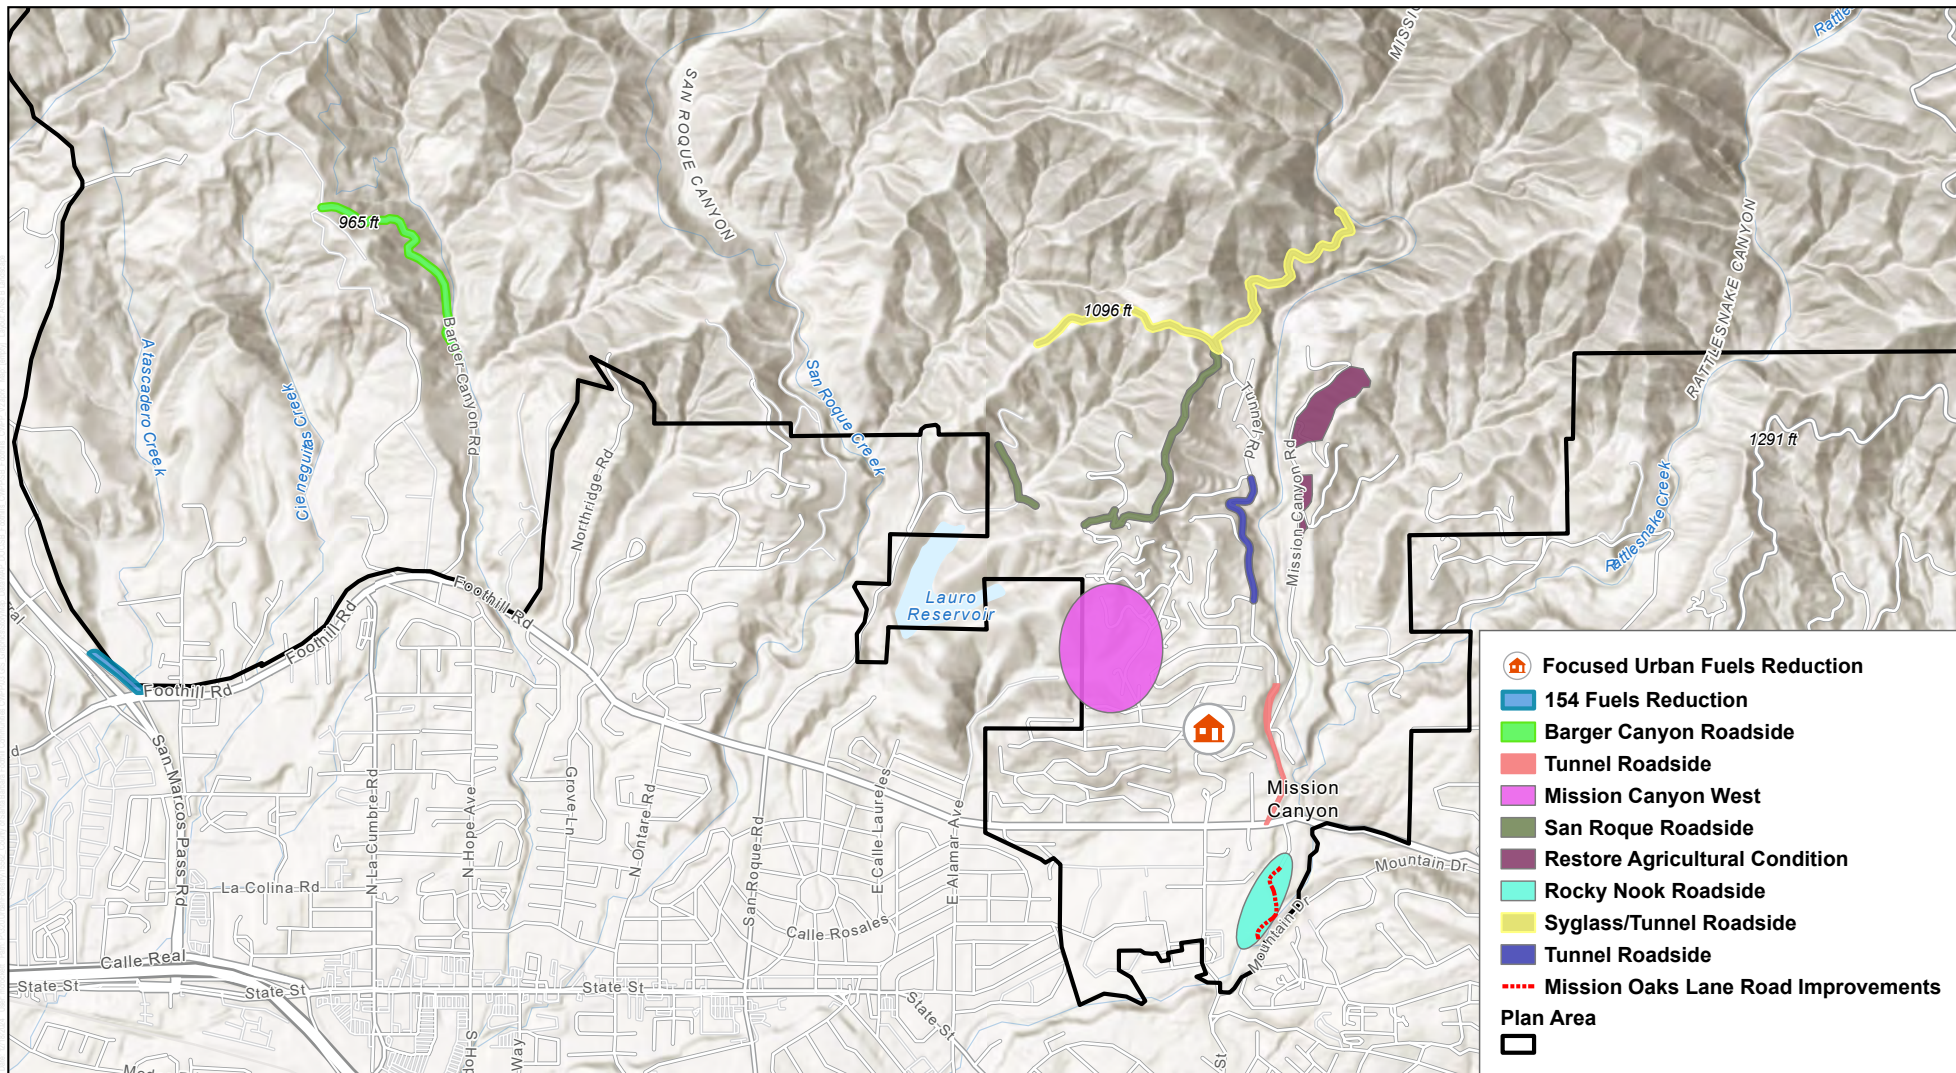 MISSIO
Rattle
SAN ROQUE CANYON
RATTLESNAKE CANYON
965 ft
1096 ft
1291 ft
Barger Canyon Rd
Atascadero Creek
Cieneguitas Creek
San Roque Creek
Northridge Rd
Tunnel Rd
Mission Canyon Rd
Rattlesnake Creek
Lauro
Reservoir
Foothill Rd
Foothill Rd
Foothill Rd
San Marcos Pass Rd
N La Cumbre Rd
N Hope Ave
Grove Ln
N Ontare Rd
San Roque Rd
E Calle Laureles
E Alamar Ave
Mission
Canyon
Mountain Dr
Mountain Dr
La Colina Rd
Calle Rosales
Calle Real
State St
State St
State St
State St
S Ho
Way
St
Focused Urban Fuels Reduction
154 Fuels Reduction
Barger Canyon Roadside
Tunnel Roadside
Mission Canyon West
San Roque Roadside
Restore Agricultural Condition
Rocky Nook Roadside
Syglass/Tunnel Roadside
Tunnel Roadside
Mission Oaks Lane Road Improvements
Plan Area